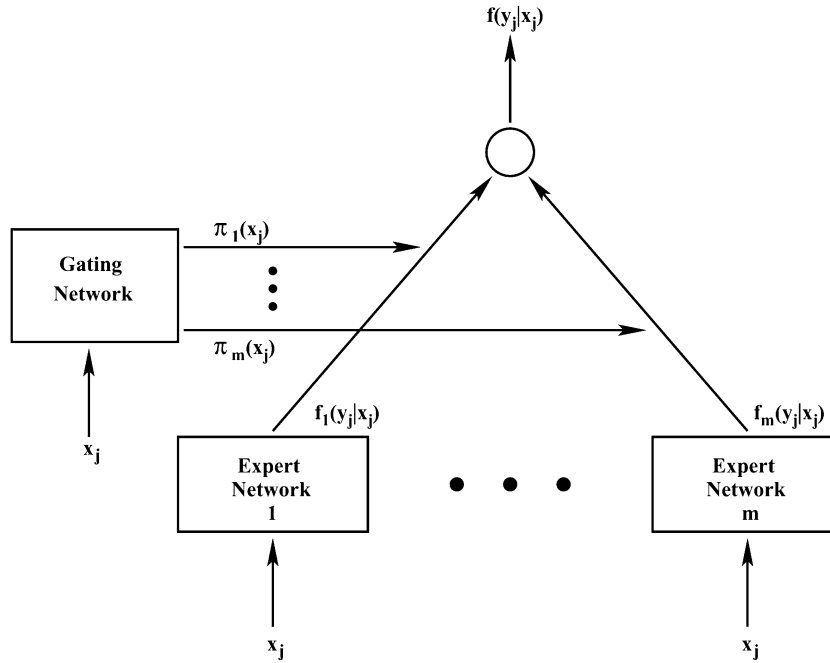 f(y_j|x_j)
π_1(x_j)
Gating
Network
π_m(x_j)
x_j
f_1(y_j|x_j)
f_m(y_j|x_j)
Expert
Network
1
Expert
Network
m
x_j
x_j